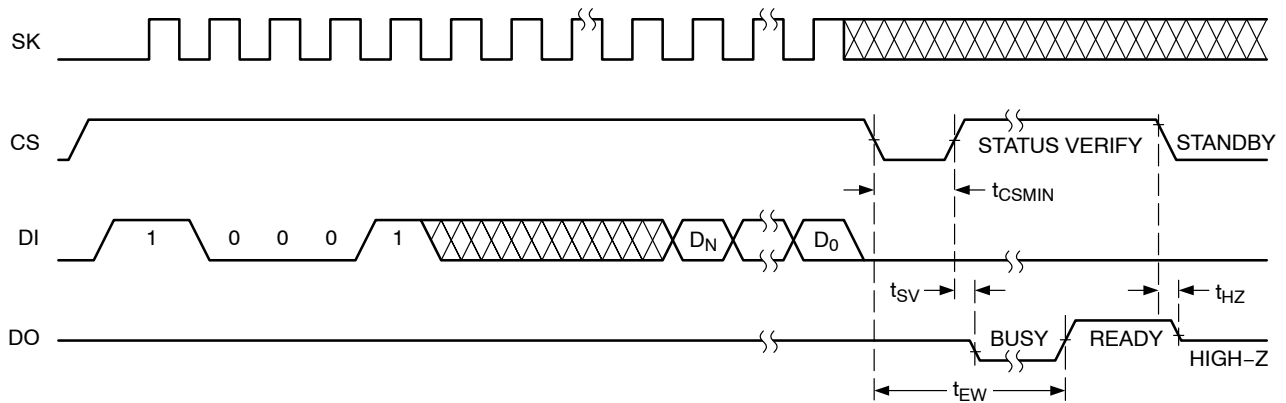 SK
CS
STATUS VERIFY
STANDBY
tCSMIN
DI
1 0 0 0 1
DN
D0
tSV
tHZ
DO
BUSY
READY
HIGH–Z
tEW